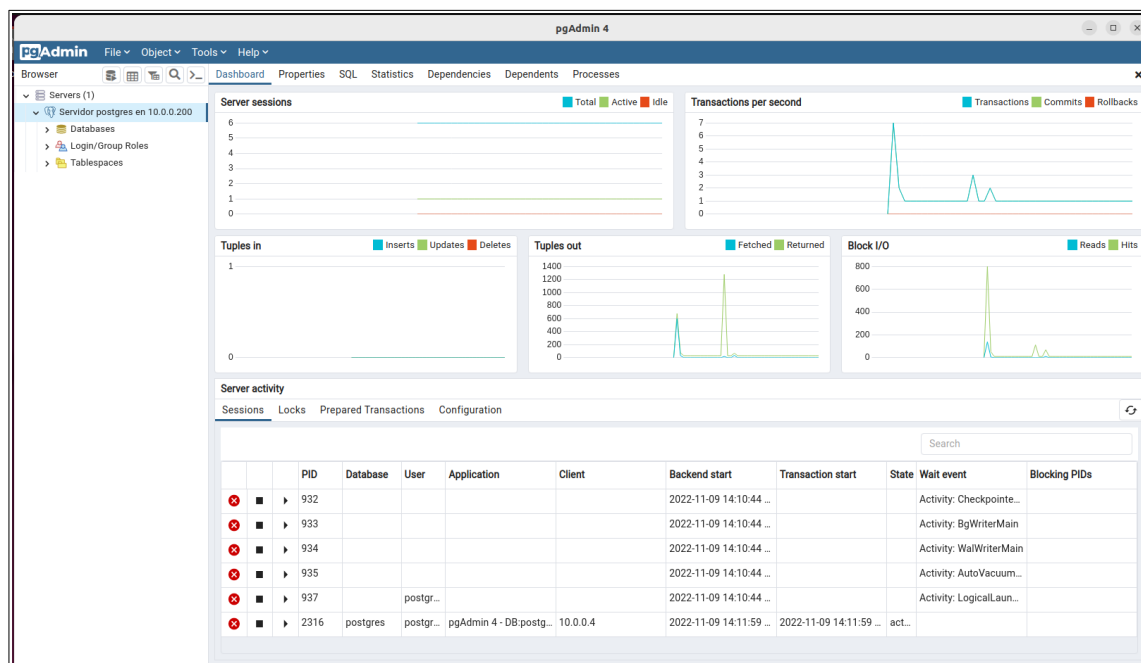 pgAdmin 4
pgAdmin File Object Tools Help
Browser Dashboard Properties SQL Statistics Dependencies Dependents Processes
Servers (1)
Servidor postgres en 10.0.0.200
Databases
Login/Group Roles
Tablespaces
Server sessions Total Active Idle
6
5
4
3
2
1
0
Transactions per second Transactions Commits Rollbacks
7
6
5
4
3
2
1
0
Tuples in Inserts Updates Deletes
1
0
Tuples out Fetched Returned
1400
1200
1000
800
600
400
200
0
Block I/O Reads Hits
800
600
400
200
0
Server activity
Sessions Locks Prepared Transactions Configuration
Search
PID Database User Application Client Backend start Transaction start State Wait event Blocking PIDs
932 2022-11-09 14:10:44 ... Activity: Checkpointe...
933 2022-11-09 14:10:44 ... Activity: BgWriterMain
934 2022-11-09 14:10:44 ... Activity: WalWriterMain
935 2022-11-09 14:10:44 ... Activity: AutoVacuum...
937 postgr... 2022-11-09 14:10:44 ... Activity: LogicalLaun...
2316 postgres postgr... pgAdmin 4 - DB:postg... 10.0.0.4 2022-11-09 14:11:59 ... 2022-11-09 14:11:59 ... act...